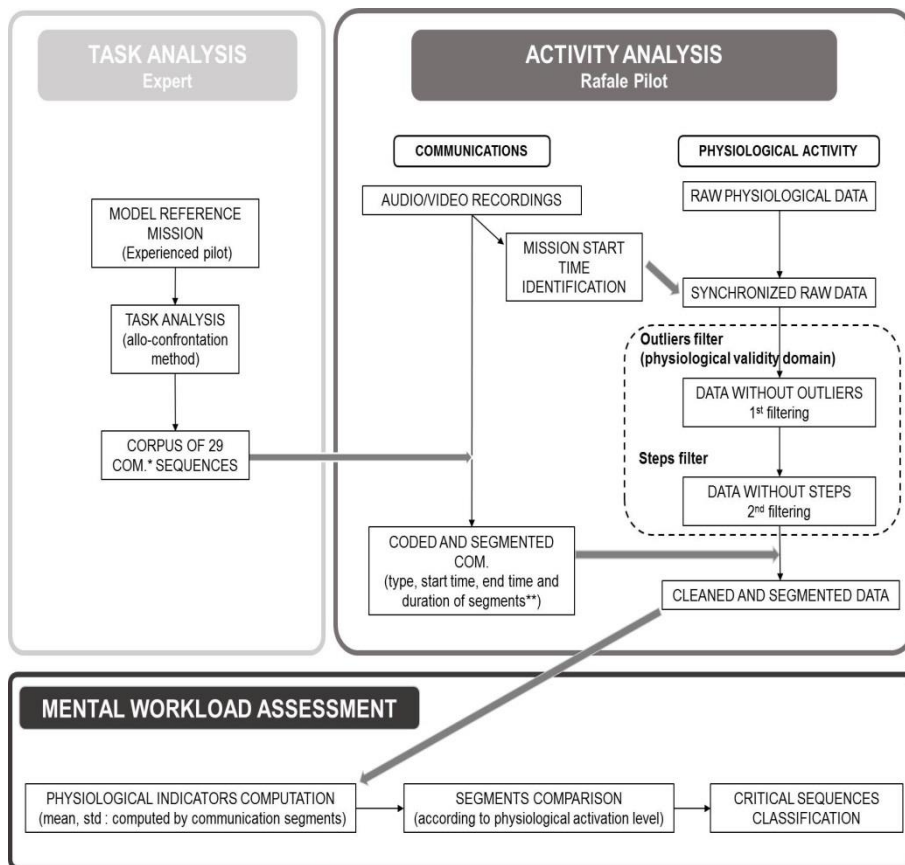 TASK ANALYSIS
Expert
MODEL REFERENCE
MISSION
(Experienced pilot)
TASK ANALYSIS
(allo-confrontation
method)
CORPUS OF 29
COM.* SEQUENCES
ACTIVITY ANALYSIS
Rafale Pilot
COMMUNICATIONS
AUDIO/VIDEO RECORDINGS
MISSION START
TIME
IDENTIFICATION
CODED AND SEGMENTED
COM.
(type, start time, end time and
duration of segments**)
PHYSIOLOGICAL ACTIVITY
RAW PHYSIOLOGICAL DATA
SYNCHRONIZED RAW DATA
Outliers filter
(physiological validity domain)
DATA WITHOUT OUTLIERS
1st filtering
Steps filter
DATA WITHOUT STEPS
2nd filtering
CLEANED AND SEGMENTED DATA
MENTAL WORKLOAD ASSESSMENT
PHYSIOLOGICAL INDICATORS COMPUTATION
(mean, std : computed by communication segments)
SEGMENTS COMPARISON
(according to physiological activation level)
CRITICAL SEQUENCES
CLASSIFICATION